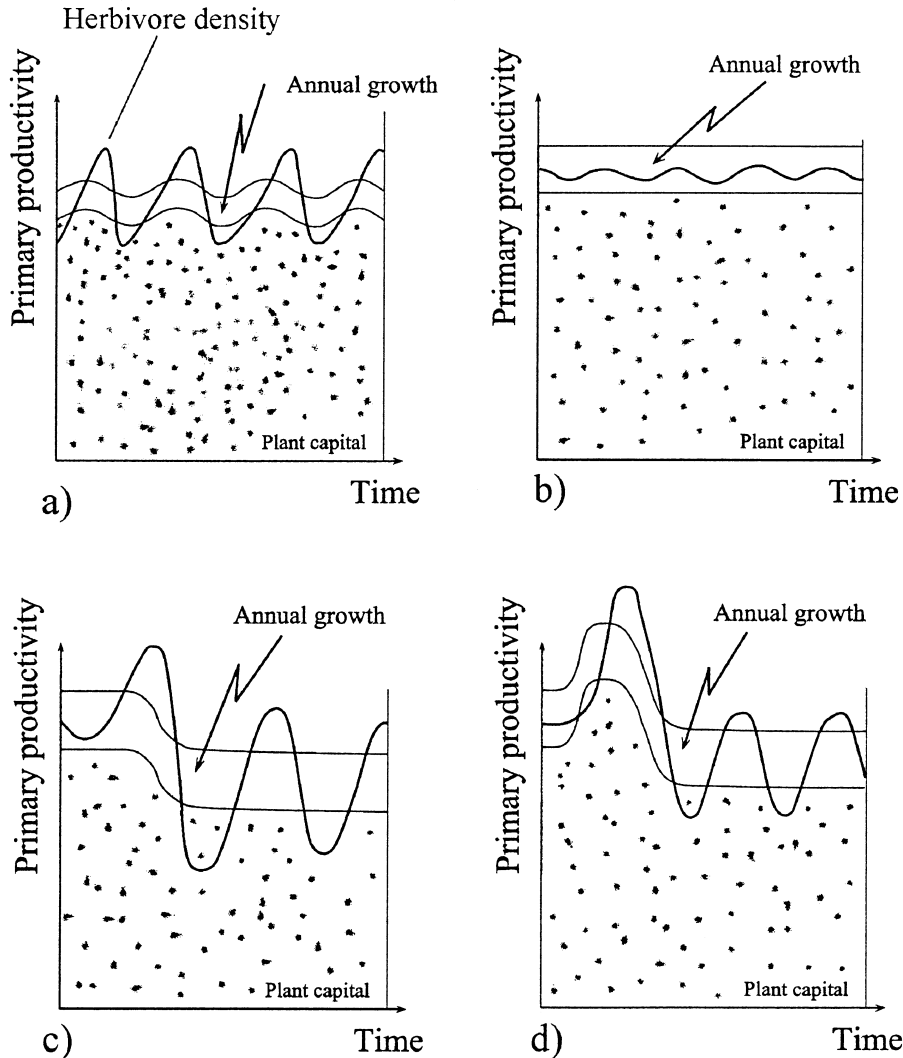 Herbivore density
Annual growth
Primary productivity
Plant capital
Time
a)
Annual growth
Primary productivity
Plant capital
Time
b)
Annual growth
Primary productivity
Plant capital
Time
c)
Annual growth
Primary productivity
Plant capital
Time
d)